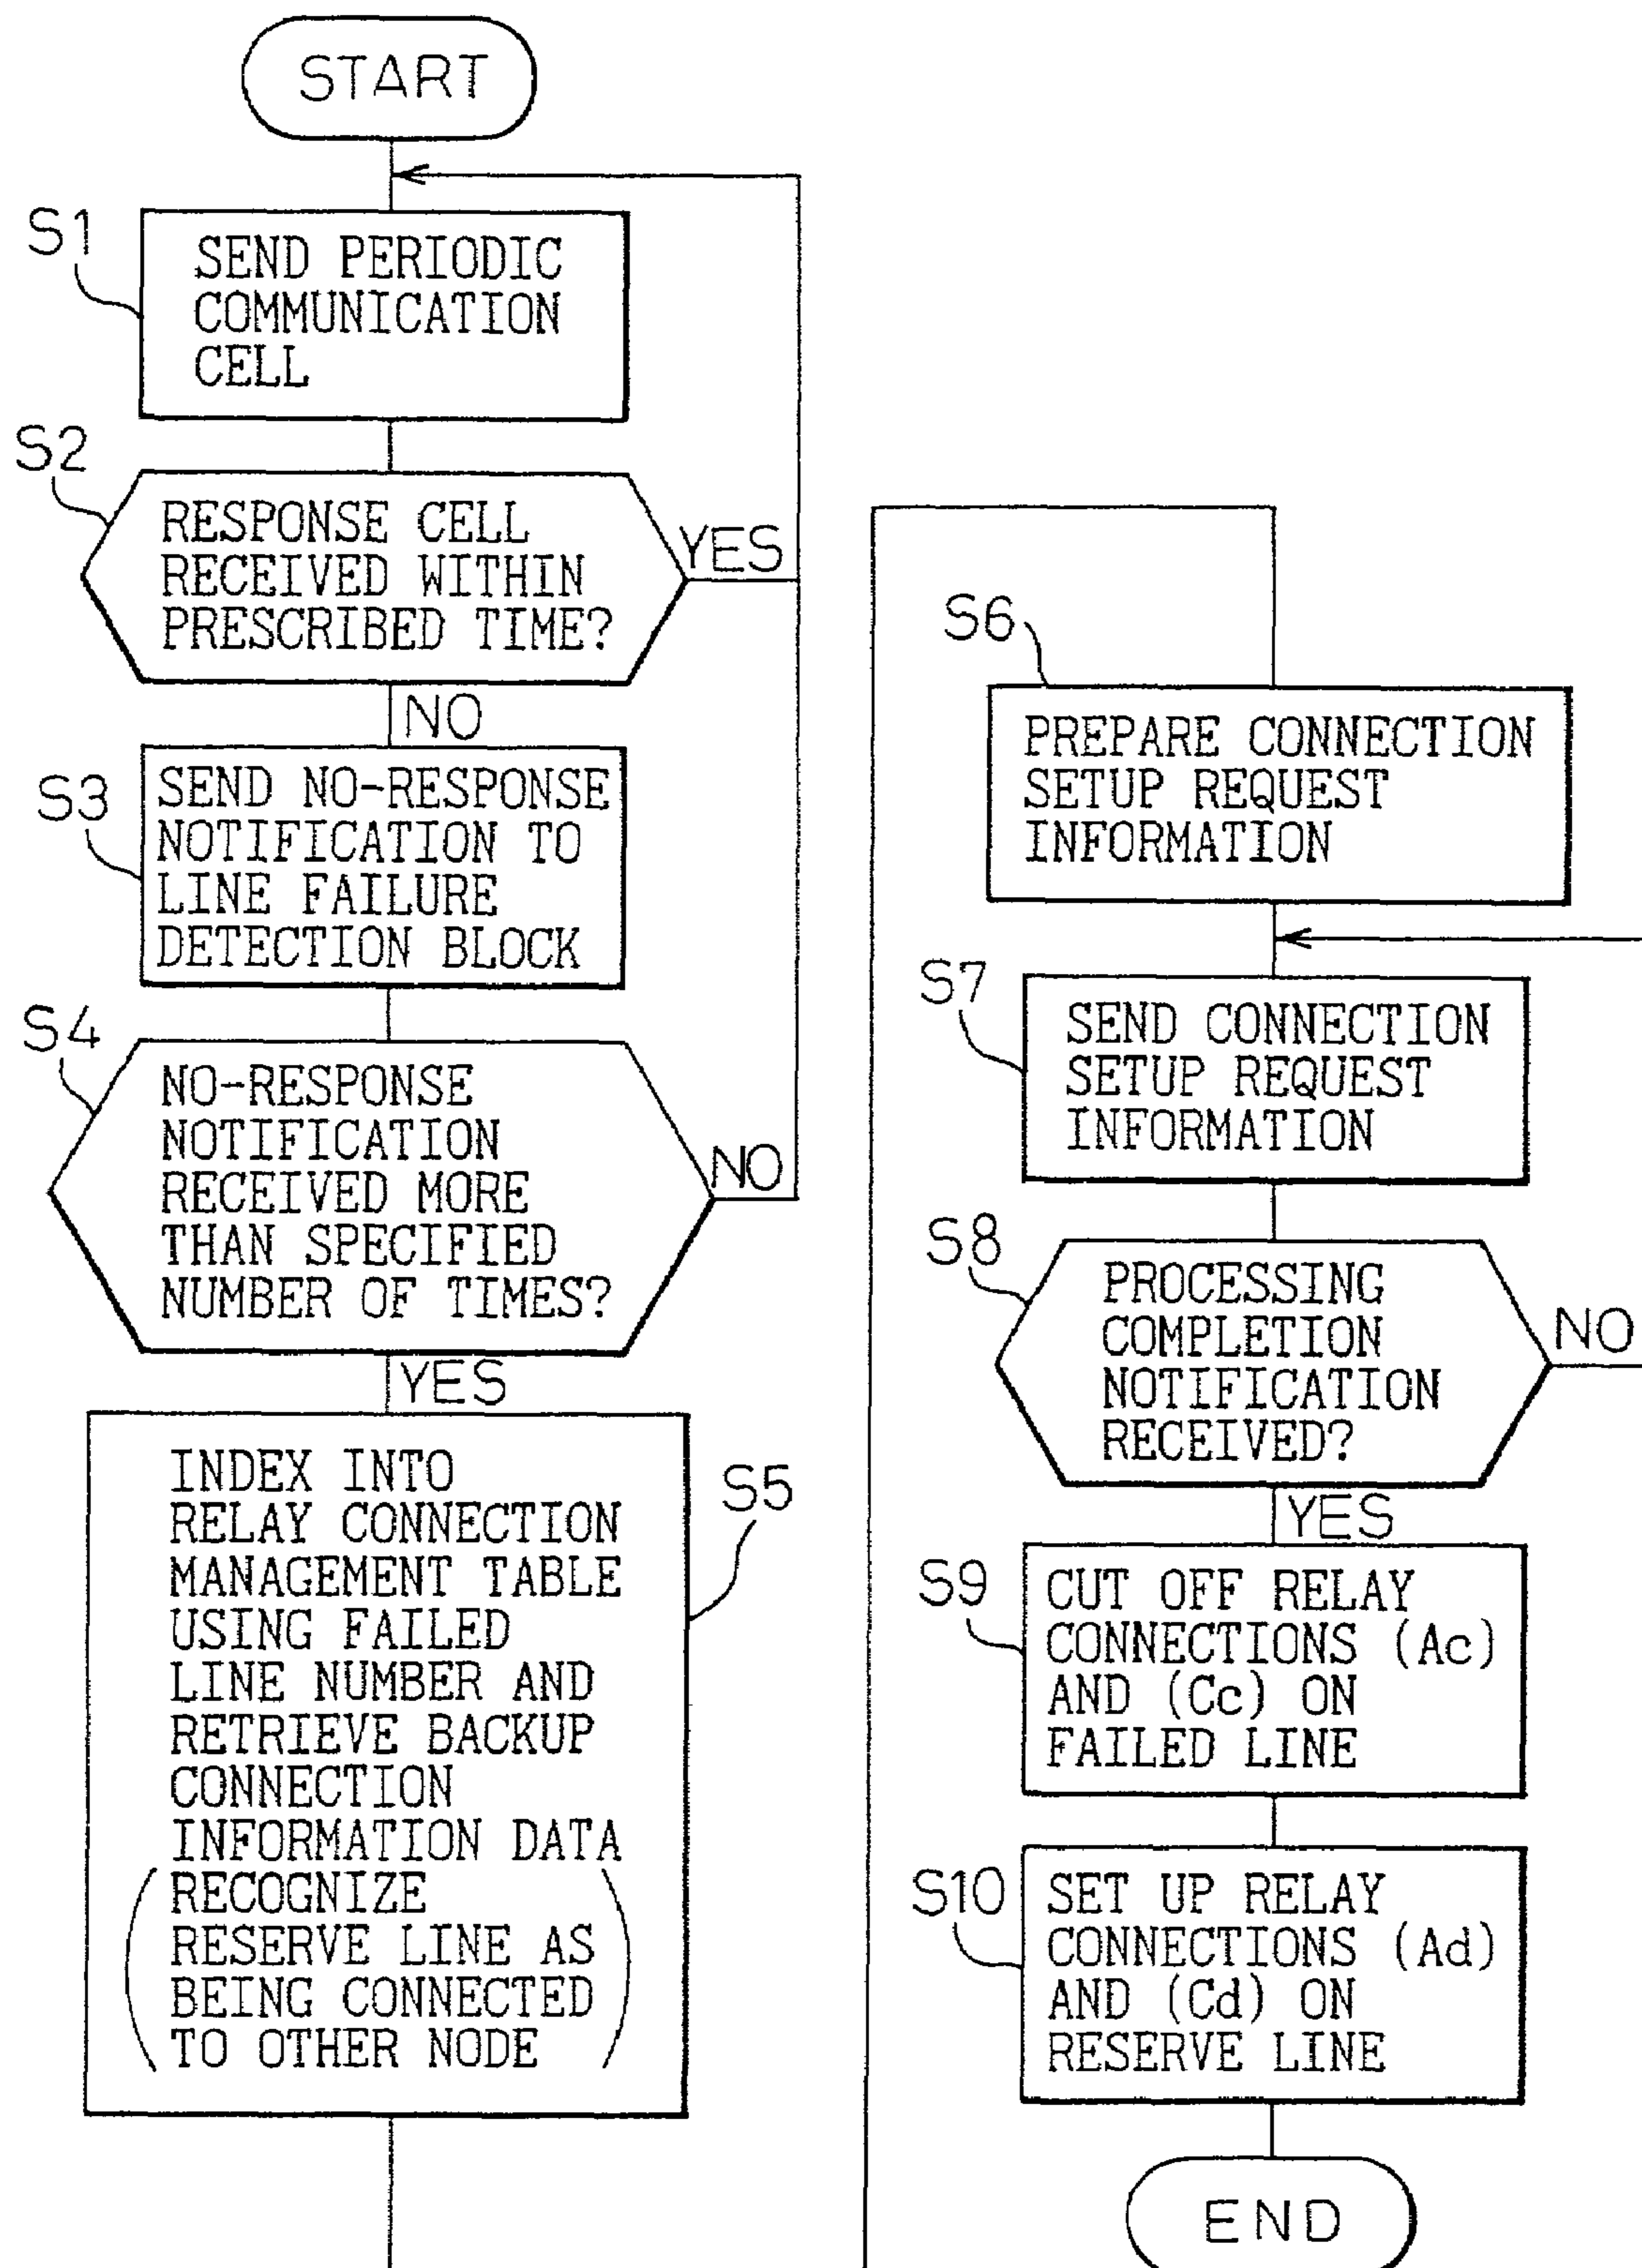 START
S1
SEND PERIODIC
COMMUNICATION
CELL
S2
RESPONSE CELL
RECEIVED WITHIN
PRESCRIBED TIME?
YES
NO
S3
SEND NO-RESPONSE
NOTIFICATION TO
LINE FAILURE
DETECTION BLOCK
S4
NO-RESPONSE
NOTIFICATION
RECEIVED MORE
THAN SPECIFIED
NUMBER OF TIMES?
NO
YES
S5
INDEX INTO
RELAY CONNECTION
MANAGEMENT TABLE
USING FAILED
LINE NUMBER AND
RETRIEVE BACKUP
CONNECTION
INFORMATION DATA
(RECOGNIZE
RESERVE LINE AS
BEING CONNECTED
TO OTHER NODE)
S6
PREPARE CONNECTION
SETUP REQUEST
INFORMATION
S7
SEND CONNECTION
SETUP REQUEST
INFORMATION
S8
PROCESSING
COMPLETION
NOTIFICATION
RECEIVED?
NO
YES
S9
CUT OFF RELAY
CONNECTIONS (Ac)
AND (Cc) ON
FAILED LINE
S10
SET UP RELAY
CONNECTIONS (Ad)
AND (Cd) ON
RESERVE LINE
END